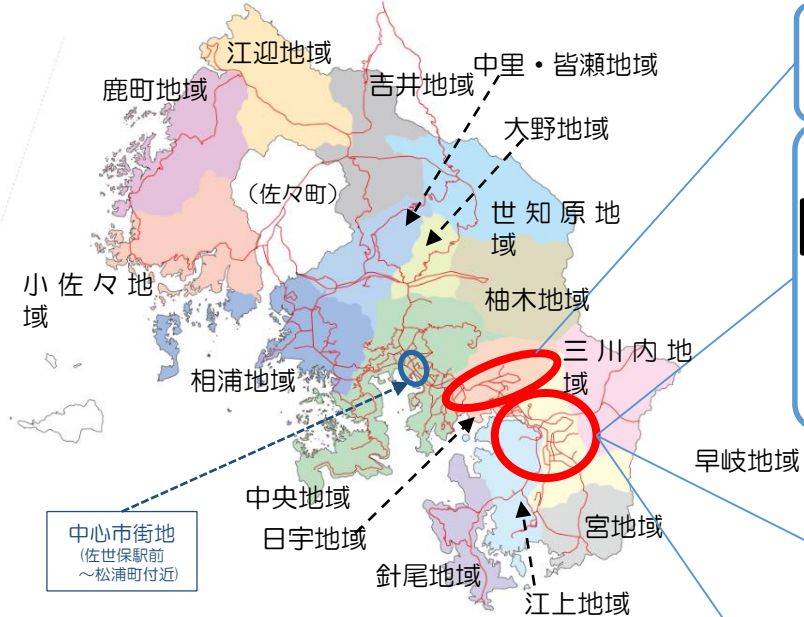 江迎地域
吉井地域
中里・皆瀬地域
鹿町地域
大野地域
(佐々町)
世知原地
域
小佐々地
域
柚木地域
三川内地
域
相浦地域
早岐地域
中央地域
日宇地域
宮地域
針尾地域
江上地域
中心市街地
(佐世保駅前
～松浦町付近)